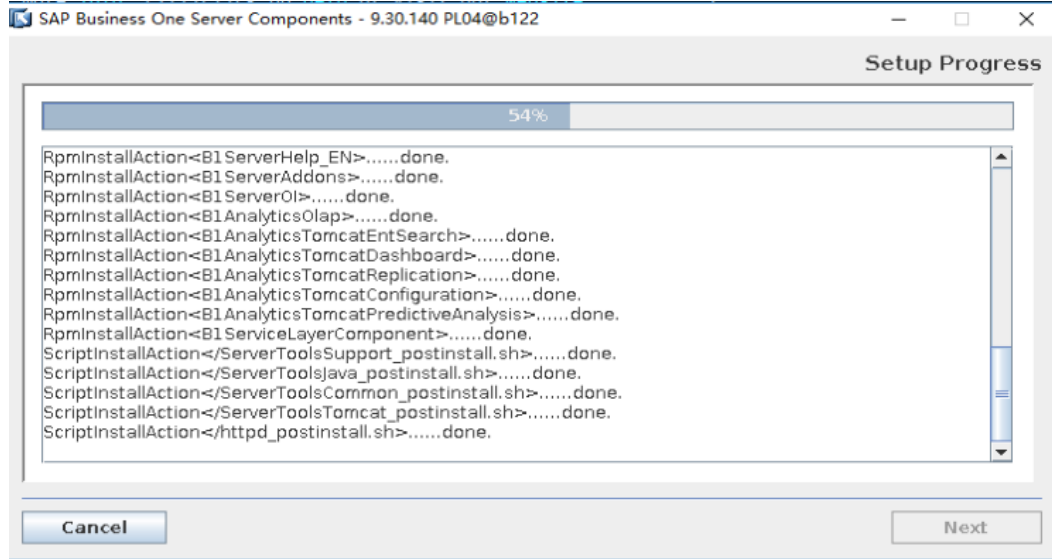 SAP Business One Server Components - 9.30.140 PL04@b122
Setup Progress
54%
RpmInstallAction<B1ServerHelp_EN>......done.
RpmInstallAction<B1ServerAddons>......done.
RpmInstallAction<B1ServerOI>......done.
RpmInstallAction<B1AnalyticsOlap>......done.
RpmInstallAction<B1AnalyticsTomcatEntSearch>......done.
RpmInstallAction<B1AnalyticsTomcatDashboard>......done.
RpmInstallAction<B1AnalyticsTomcatReplication>......done.
RpmInstallAction<B1AnalyticsTomcatConfiguration>......done.
RpmInstallAction<B1AnalyticsTomcatPredictiveAnalysis>......done.
RpmInstallAction<B1ServiceLayerComponent>......done.
ScriptInstallAction</ServerToolsSupport_postinstall.sh>......done.
ScriptInstallAction</ServerToolsJava_postinstall.sh>......done.
ScriptInstallAction</ServerToolsCommon_postinstall.sh>......done.
ScriptInstallAction</ServerToolsTomcat_postinstall.sh>......done.
ScriptInstallAction</httpd_postinstall.sh>......done.
Cancel
Next